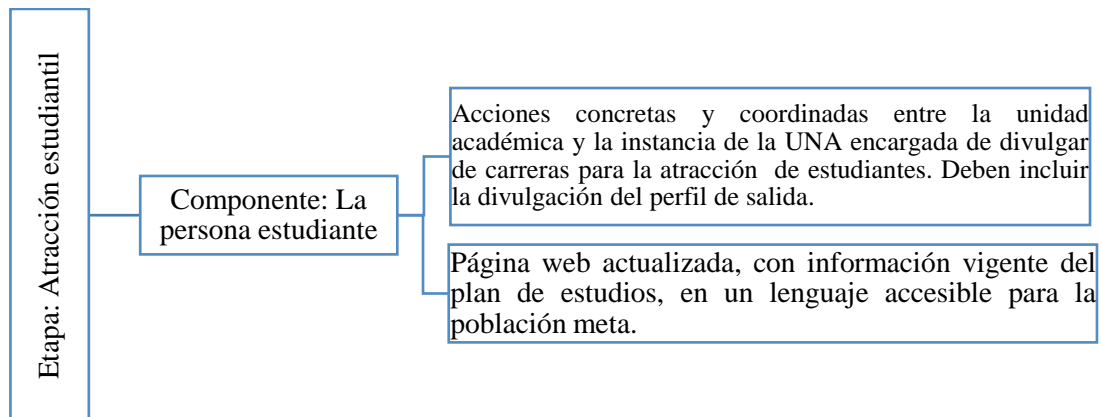 Etapa: Atracción estudiantil
Componente: La
persona estudiante
Acciones concretas y coordinadas entre la unidad
académica y la instancia de la UNA encargada de divulgar
de carreras para la atracción de estudiantes. Deben incluir
la divulgación del perfil de salida.
Página web actualizada, con información vigente del
plan de estudios, en un lenguaje accesible para la
población meta.